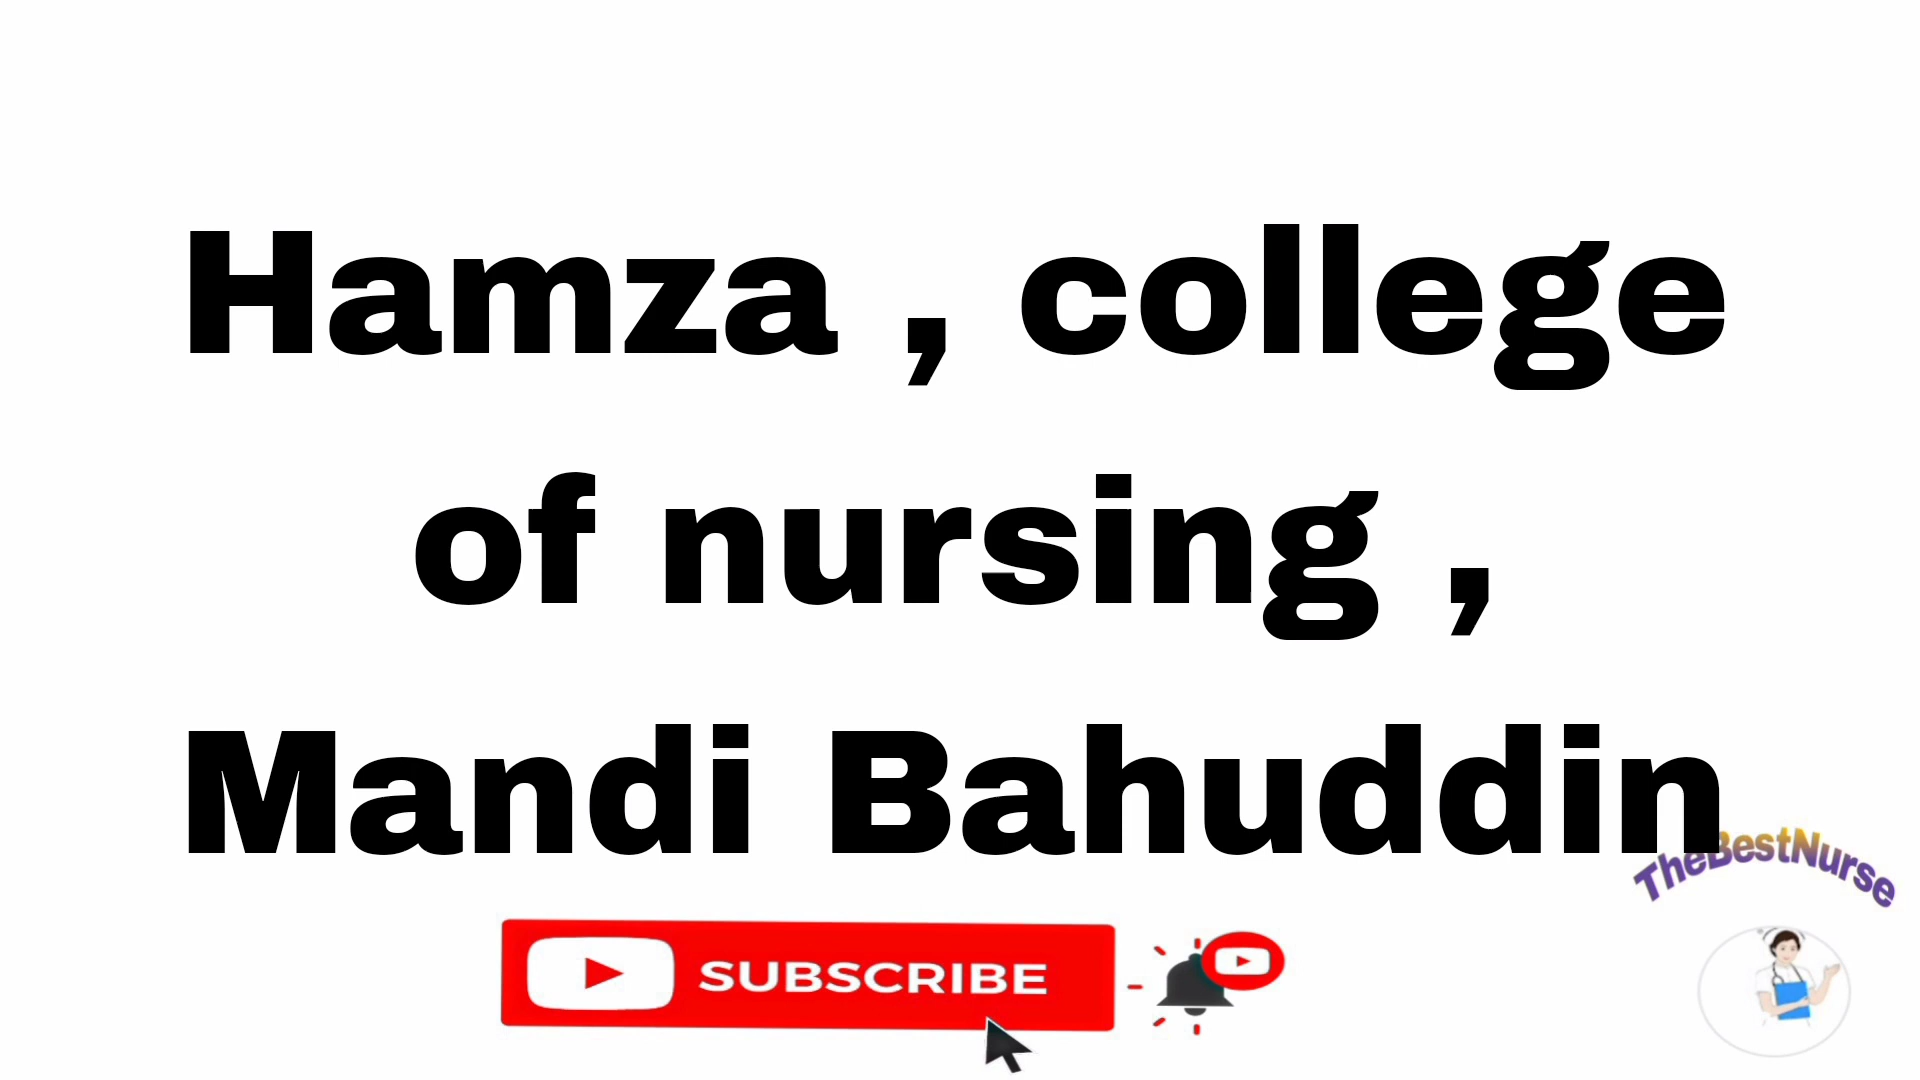 Hamza , college
of nursing ,
Mandi Bahuddin
TheBestNurse
SUBSCRIBE